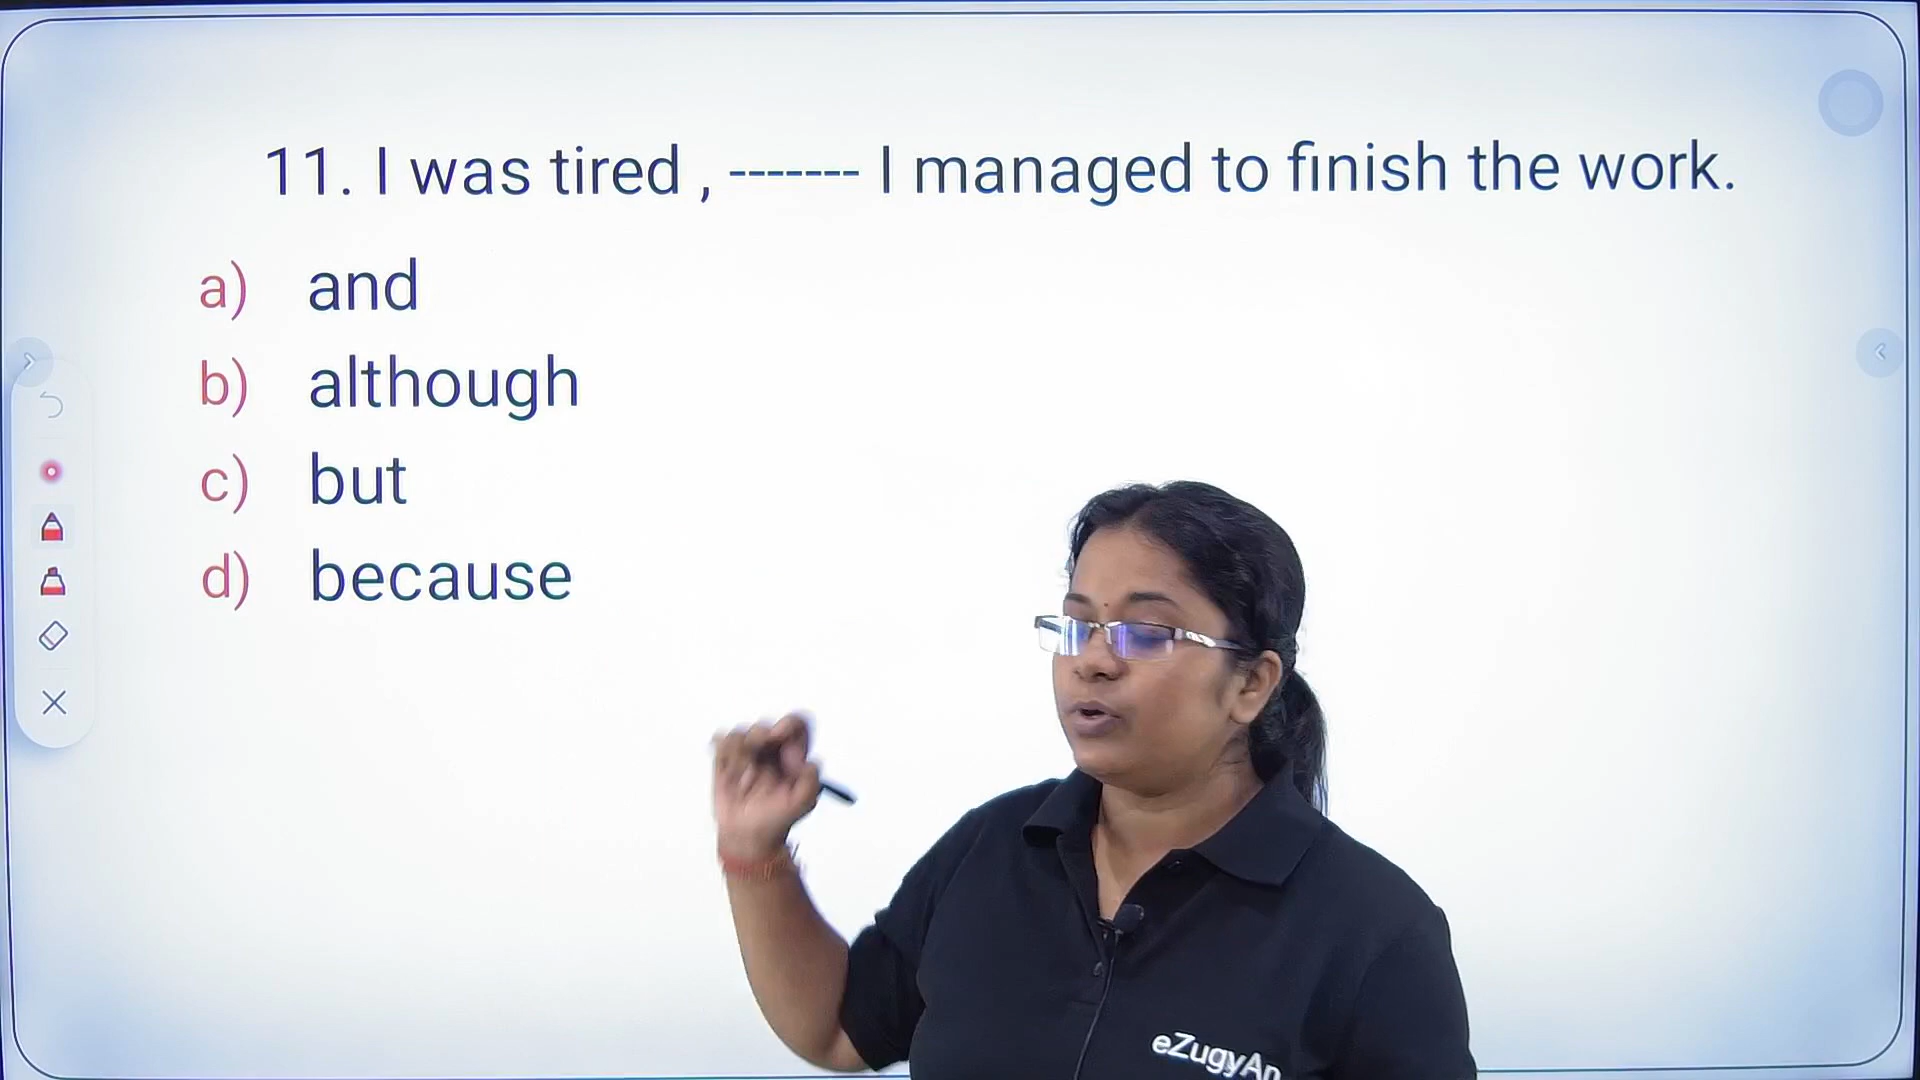 11. I was tired , ------- I managed to finish the work.
a) and
b) although
c) but
d) because
eZugyAn